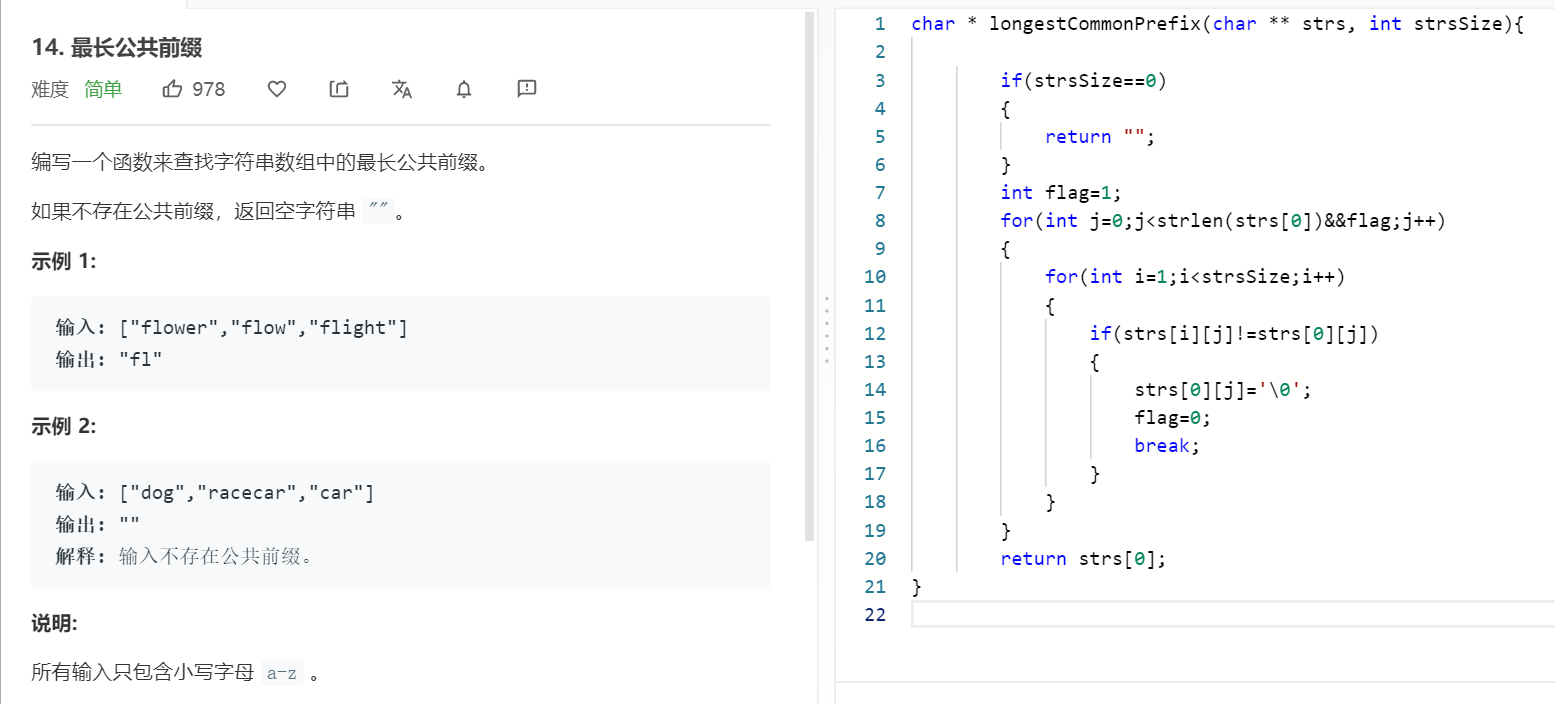 14. 最长公共前缀
难度 简单 978
编写一个函数来查找字符串数组中的最长公共前缀。
如果不存在公共前缀，返回空字符串 ""。
示例 1:
输入: ["flower","flow","flight"]
输出: "fl"
示例 2:
输入: ["dog","racecar","car"]
输出: ""
解释: 输入不存在公共前缀。
说明:
所有输入只包含小写字母 a-z 。
1 char * longestCommonPrefix(char ** strs, int strsSize){
2
3 if(strsSize==0)
4 {
5 return "";
6 }
7 int flag=1;
8 for(int j=0;j<strlen(strs[0])&&flag;j++)
9 {
10 for(int i=1;i<strsSize;i++)
11 {
12 if(strs[i][j]!=strs[0][j])
13 {
14 strs[0][j]='\0';
15 flag=0;
16 break;
17 }
18 }
19 }
20 return strs[0];
21 }
22